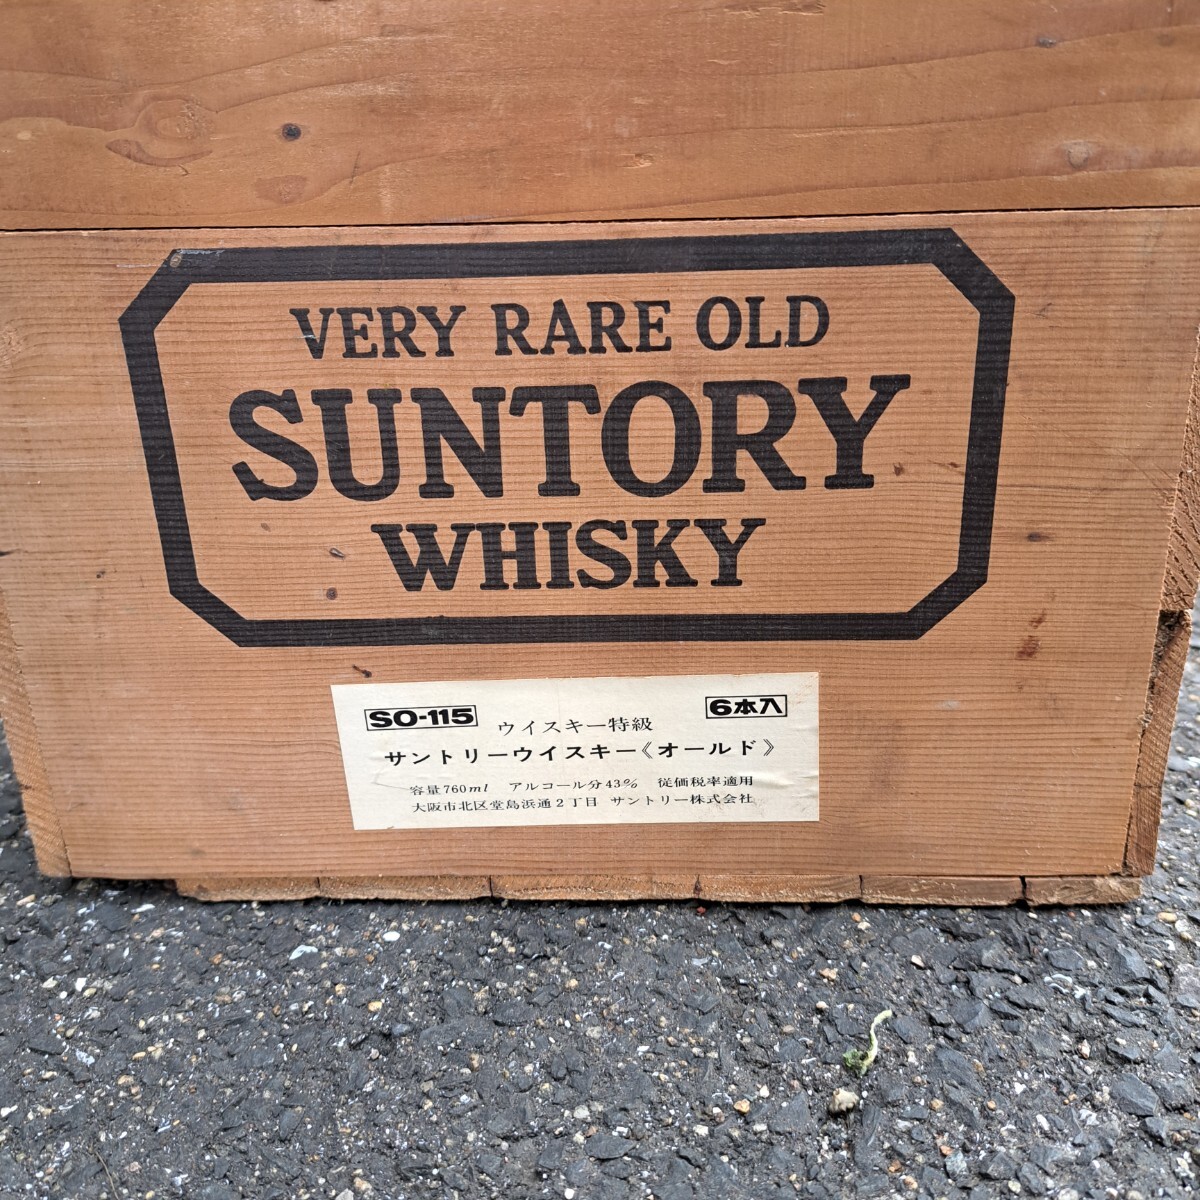 VERY RARE OLD
SUNTORY
WHISKY
SO-115 ウイスキー特級 6本入
サントリーウイスキー《オールド》
容量760ml アルコール分43% 従価税率適用
大阪市北区堂島浜通2丁目 サントリー株式会社